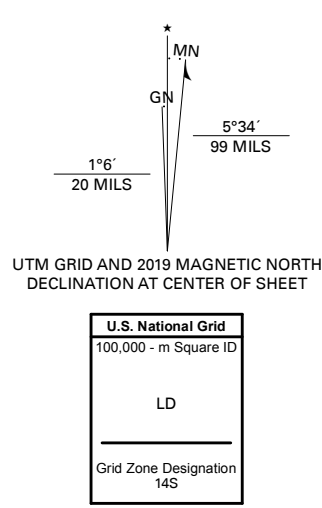 ★
MN
GN
5°34´
99 MILS
1°6´
20 MILS
UTM GRID AND 2019 MAGNETIC NORTH
DECLINATION AT CENTER OF SHEET
U.S. National Grid
100,000 - m Square ID
LD
Grid Zone Designation
14S